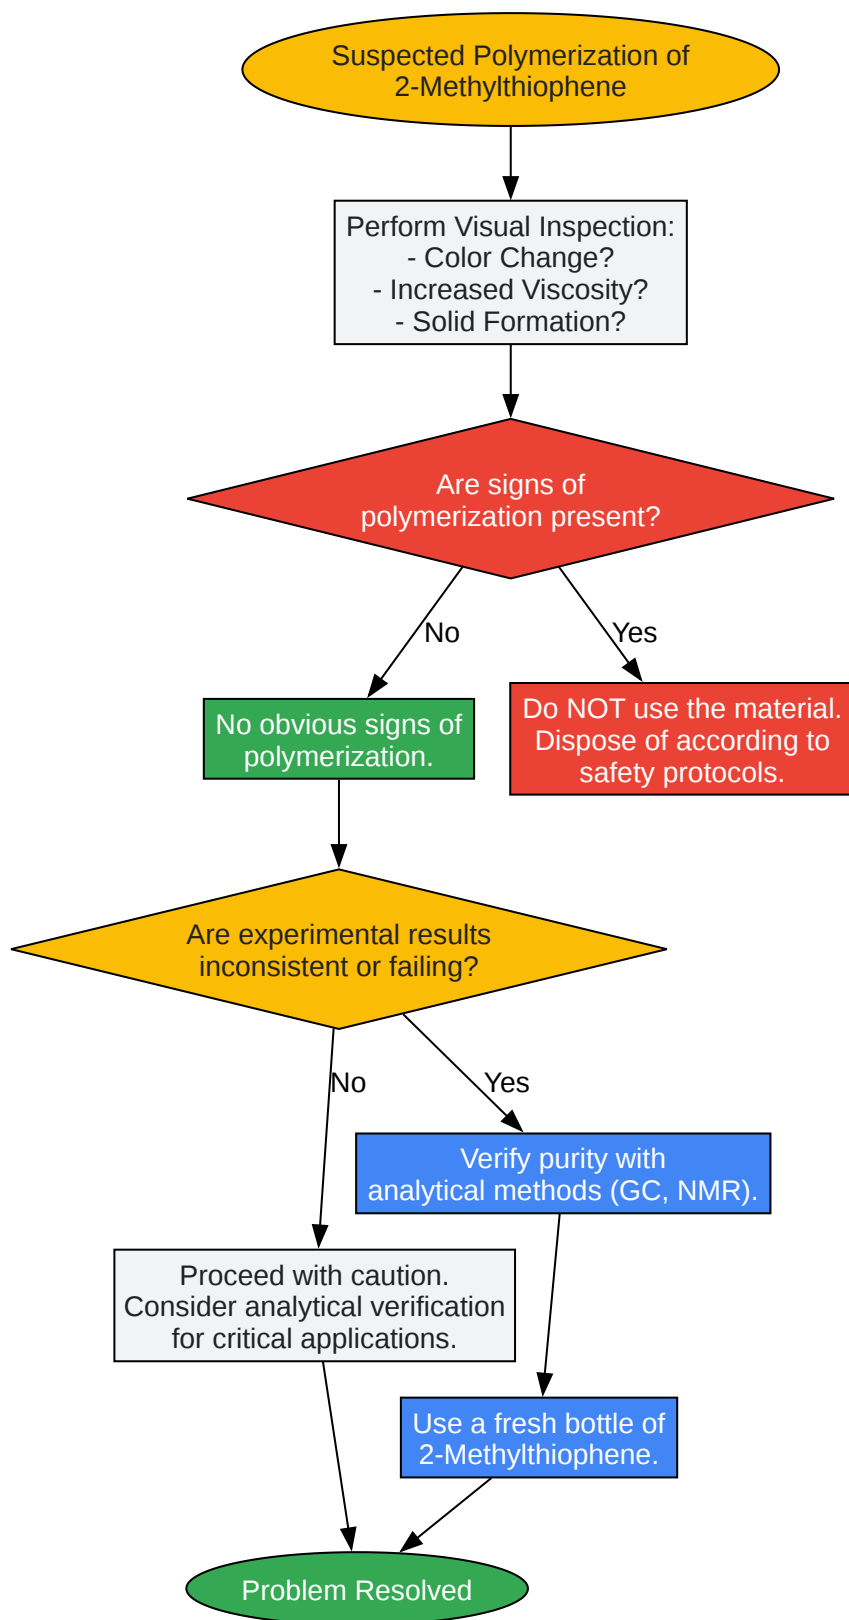 Suspected Polymerization of
2-Methylthiophene
Perform Visual Inspection:
- Color Change?
- Increased Viscosity?
- Solid Formation?
Are signs of
polymerization present?
No
Yes
No obvious signs of
polymerization.
Do NOT use the material.
Dispose of according to
safety protocols.
Are experimental results
inconsistent or failing?
No
Yes
Verify purity with
analytical methods (GC, NMR).
Proceed with caution.
Consider analytical verification
for critical applications.
Use a fresh bottle of
2-Methylthiophene.
Problem Resolved